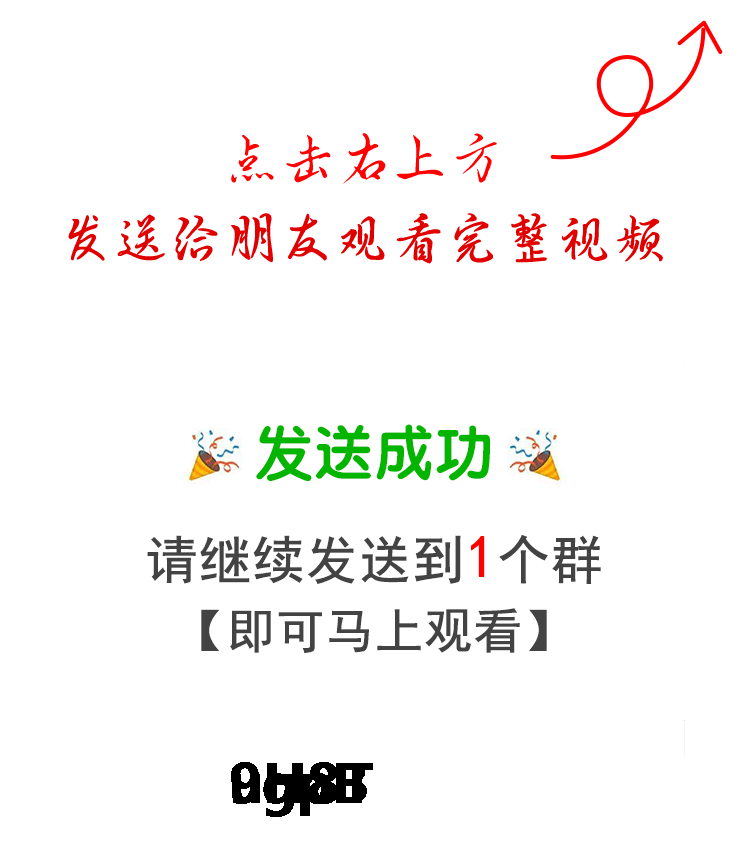 点击右上方
发送给朋友观看完整视频
发送成功
请继续发送到1个群
【即可马上观看】